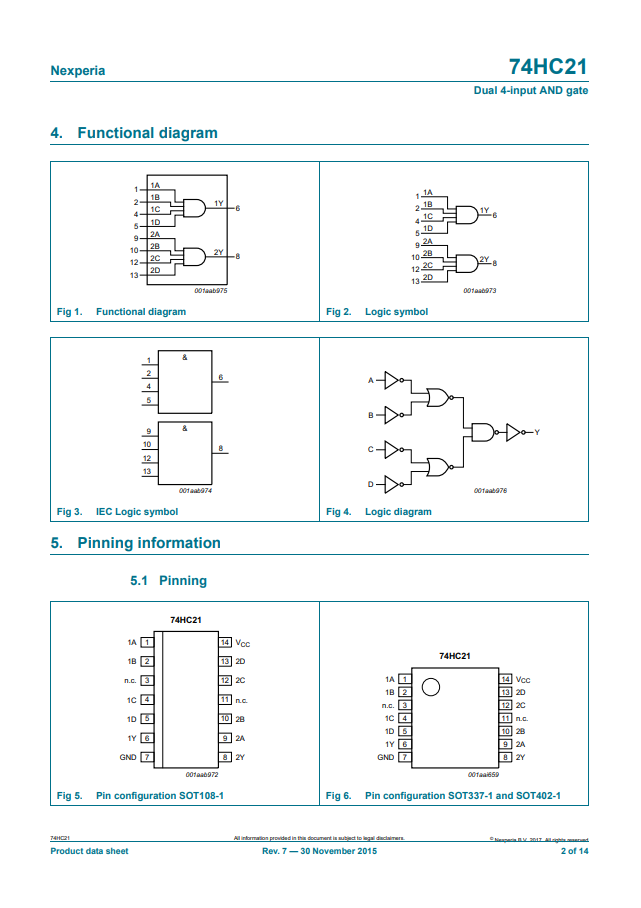 Nexperia
74HC21
Dual 4-input AND gate
4. Functional diagram
1 1A
2 1B
4 1C
5 1D
1Y 6
9 2A
10 2B
12 2C
13 2D
2Y 8
001aab975
Fig 1. Functional diagram
1 1A
2 1B
4 1C
5 1D
1Y 6
9 2A
10 2B
12 2C
13 2D
2Y 8
001aab973
Fig 2. Logic symbol
1
2
4
5
&
6
9
10
12
13
&
8
001aab974
Fig 3. IEC Logic symbol
A
B
C
D
Y
001aab976
Fig 4. Logic diagram
5. Pinning information
5.1 Pinning
74HC21
1A 1 14 VCC
1B 2 13 2D
n.c. 3 12 2C
1C 4 11 n.c.
1D 5 10 2B
1Y 6 9 2A
GND 7 8 2Y
001aab972
Fig 5. Pin configuration SOT108-1
74HC21
1A 1 14 VCC
1B 2 13 2D
n.c. 3 12 2C
1C 4 11 n.c.
1D 5 10 2B
1Y 6 9 2A
GND 7 8 2Y
001aai659
Fig 6. Pin configuration SOT337-1 and SOT402-1
74HC21 All information provided in this document is subject to legal disclaimers. © Nexperia B.V. 2017. All rights reserved
Product data sheet Rev. 7 — 30 November 2015 2 of 14